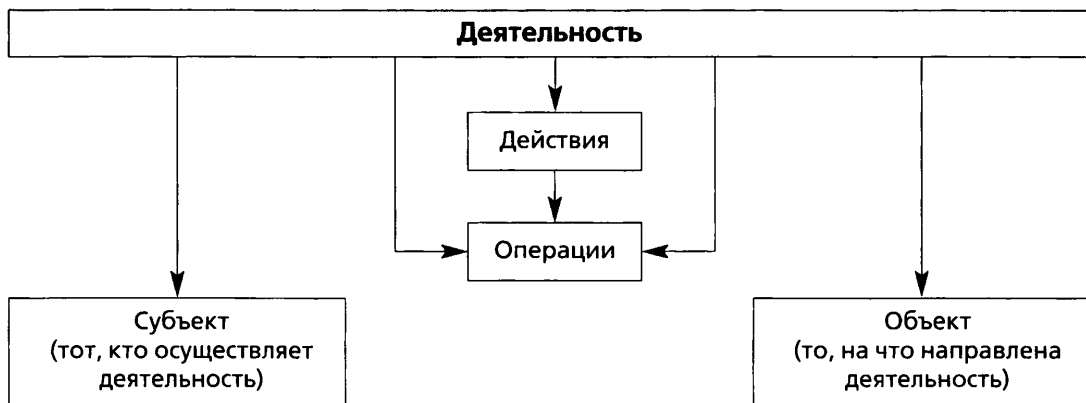 Деятельность
Действия
Операции
Субъект
(тот, кто осуществляет
деятельность)
Объект
(то, на что направлена
деятельность)